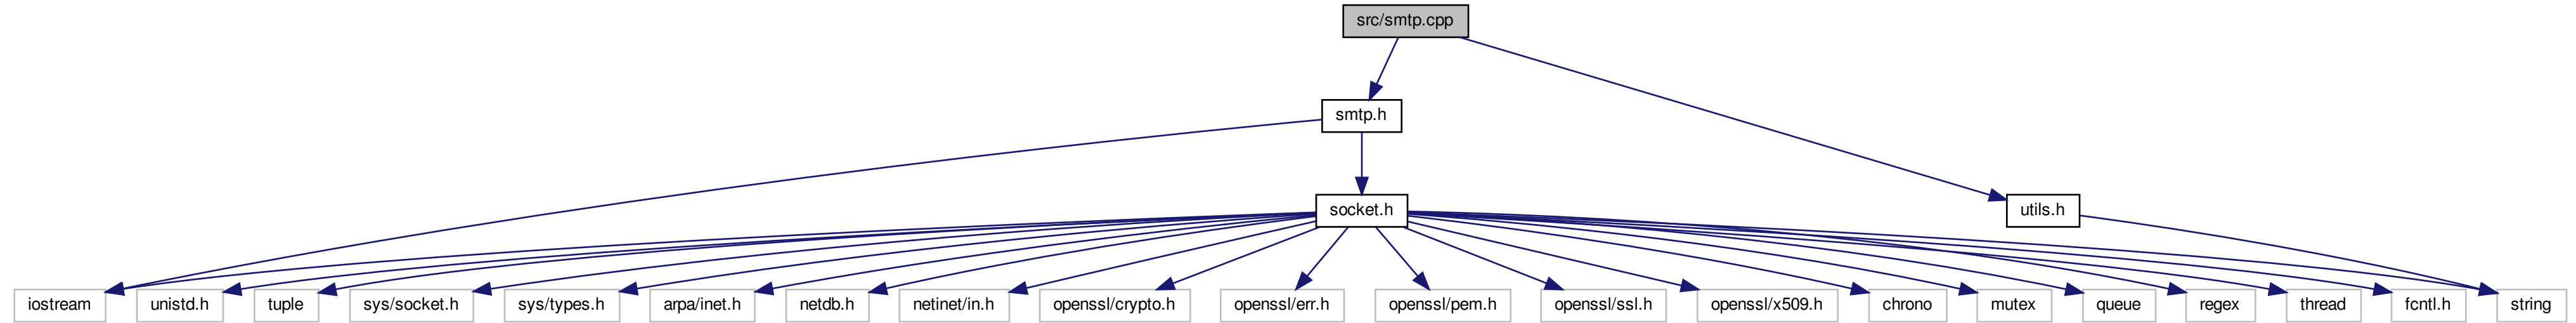 src/smtp.cpp
smtp.h
socket.h
utils.h
iostream
unistd.h
tuple
sys/socket.h
sys/types.h
arpa/inet.h
netdb.h
netinet/in.h
openssl/crypto.h
openssl/err.h
openssl/pem.h
openssl/ssl.h
openssl/x509.h
chrono
mutex
queue
regex
thread
fcntl.h
string